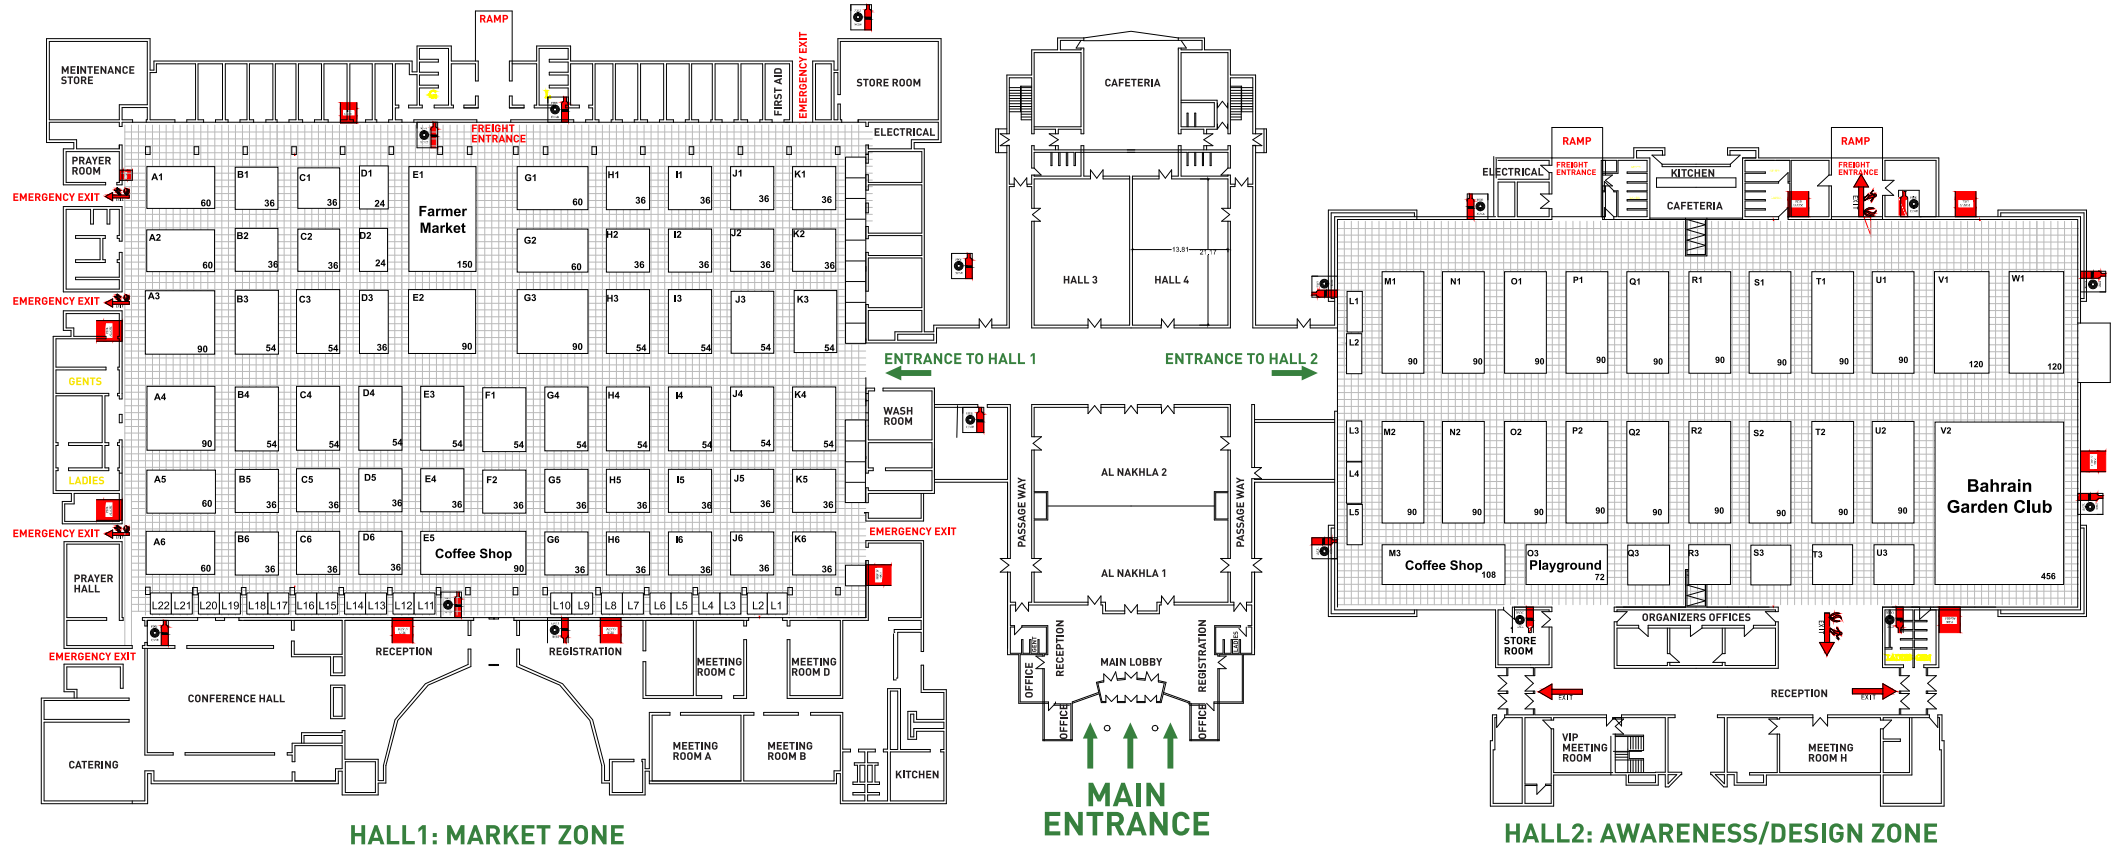 RAMP
MEINTENANCE
STORE
FIRST AID
EMERGENCY EXIT
STORE ROOM
FREIGHT
ENTRANCE
ELECTRICAL
PRAYER
ROOM
EMERGENCY EXIT
A1 60
B1 36
C1 36
D1 24
E1
Farmer
Market
150
G1 60
H1 36
I1 36
J1 36
K1 36
A2 60
B2 36
C2 36
D2 24
G2 60
H2 36
I2 36
J2 36
K2 36
EMERGENCY EXIT
A3 90
B3 54
C3 54
D3 36
E2 90
G3 90
H3 54
I3 54
J3 54
K3 54
GENTS
A4 90
B4 54
C4 54
D4 54
E3 54
F1 54
G4 54
H4 54
I4 54
J4 54
K4 54
WASH
ROOM
LADIES
A5 60
B5 36
C5 36
D5 36
E4 36
F2 36
G5 36
H5 36
I5 36
J5 36
K5 36
EMERGENCY EXIT
EMERGENCY EXIT
A6 60
B6 36
C6 36
D6 36
E5
Coffee Shop
90
G6 36
H6 36
I6 36
J6 36
K6 36
PRAYER
HALL
L22 L21 L20 L19 L18 L17 L16 L15 L14 L13 L12 L11 L10 L9 L8 L7 L6 L5 L4 L3 L2 L1
EMERGENCY EXIT
RECEPTION
REGISTRATION
MEETING
ROOM C
MEETING
ROOM D
CONFERENCE HALL
CATERING
MEETING
ROOM A
MEETING
ROOM B
KITCHEN
HALL1: MARKET ZONE
CAFETERIA
HALL 3
HALL 4
13,81
21,17
ENTRANCE TO HALL 1
ENTRANCE TO HALL 2
AL NAKHLA 2
PASSAGE WAY
PASSAGE WAY
AL NAKHLA 1
GENT
RECEPTION
MAIN LOBBY
REGISTRATION
LADIES
OFFICE
OFFICE
OFFICE
MAIN
ENTRANCE
RAMP
RAMP
ELECTRICAL
FREIGHT
ENTRANCE
KITCHEN
CAFETERIA
FREIGHT
ENTRANCE
EXIT
L1
L2
M1 90
N1 90
O1 90
P1 90
Q1 90
R1 90
S1 90
T1 90
U1 90
V1 120
W1 120
L3
L4
L5
M2 90
N2 90
O2 90
P2 90
Q2 90
R2 90
S2 90
T2 90
U2 90
V2
Bahrain
Garden Club
456
M3
Coffee Shop
108
O3
Playground
72
Q3
R3
S3
T3
U3
STORE
ROOM
ORGANIZERS OFFICES
EXIT
EXIT
RECEPTION
EXIT
VIP
MEETING
ROOM
MEETING
ROOM H
HALL2: AWARENESS/DESIGN ZONE